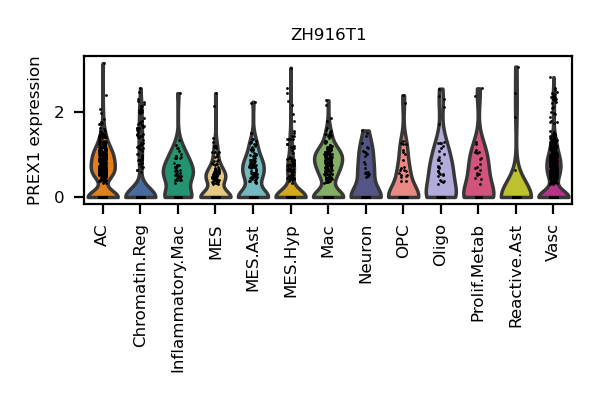 ZH916T1
PREX1 expression
2
0
AC
Chromatin.Reg
Inflammatory.Mac
MES
MES.Ast
MES.Hyp
Mac
Neuron
OPC
Oligo
Prolif.Metab
Reactive.Ast
Vasc